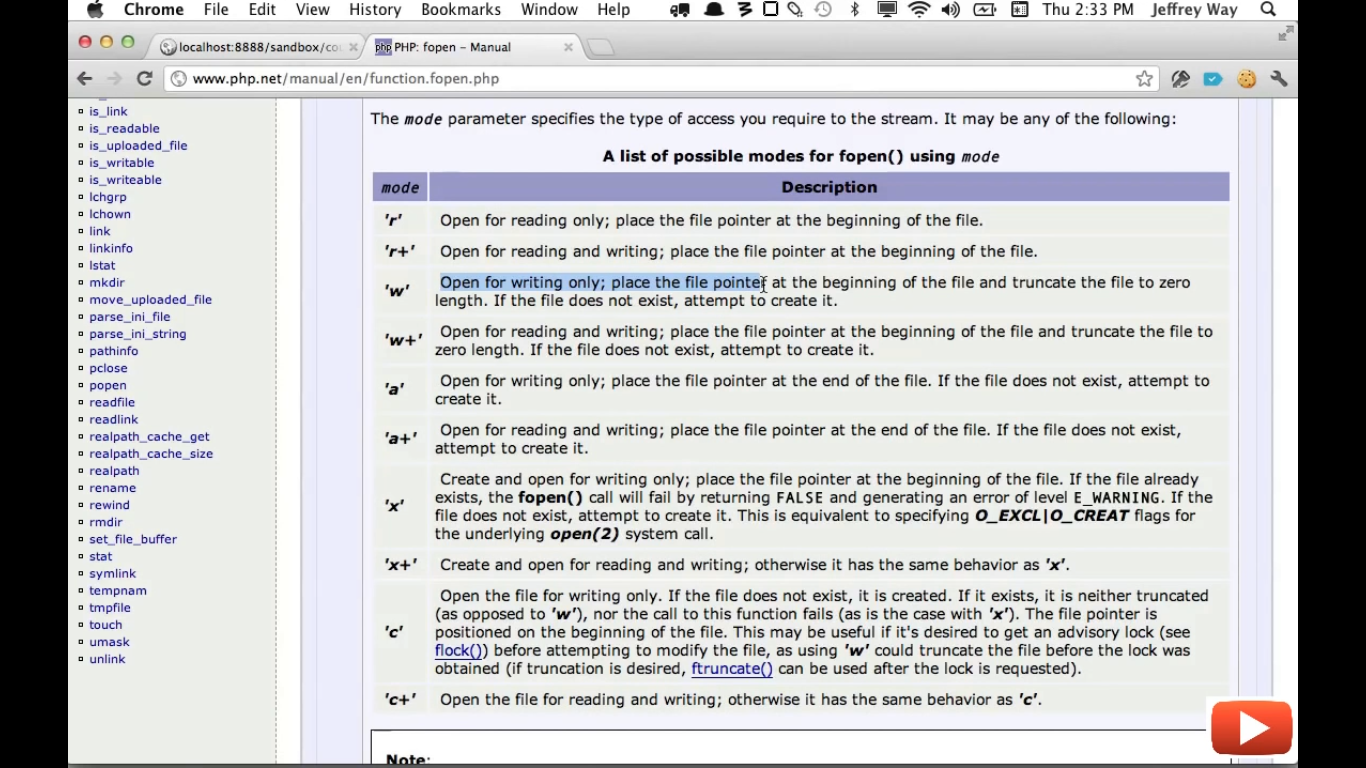 Chrome File Edit View History Bookmarks Window Help Thu 2:33 PM Jeffrey Way
localhost:8888/sandbox/co
php PHP: fopen – Manual
www.php.net/manual/en/function.fopen.php
is_link
is_readable
is_uploaded_file
is_writable
is_writeable
lchgrp
lchown
link
linkinfo
lstat
mkdir
move_uploaded_file
parse_ini_file
parse_ini_string
pathinfo
pclose
popen
readfile
readlink
realpath_cache_get
realpath_cache_size
realpath
rename
rewind
rmdir
set_file_buffer
stat
symlink
tempnam
tmpfile
touch
umask
unlink
The mode parameter specifies the type of access you require to the stream. It may be any of the following:
A list of possible modes for fopen() using mode
mode Description
'r' Open for reading only; place the file pointer at the beginning of the file.
'r+' Open for reading and writing; place the file pointer at the beginning of the file.
'w' Open for writing only; place the file pointer at the beginning of the file and truncate the file to zero
length. If the file does not exist, attempt to create it.
'w+' Open for reading and writing; place the file pointer at the beginning of the file and truncate the file to
zero length. If the file does not exist, attempt to create it.
'a' Open for writing only; place the file pointer at the end of the file. If the file does not exist, attempt to
create it.
'a+' Open for reading and writing; place the file pointer at the end of the file. If the file does not exist,
attempt to create it.
'x' Create and open for writing only; place the file pointer at the beginning of the file. If the file already
exists, the fopen() call will fail by returning FALSE and generating an error of level E_WARNING. If the
file does not exist, attempt to create it. This is equivalent to specifying O_EXCL|O_CREAT flags for
the underlying open(2) system call.
'x+' Create and open for reading and writing; otherwise it has the same behavior as 'x'.
'c' Open the file for writing only. If the file does not exist, it is created. If it exists, it is neither truncated
(as opposed to 'w'), nor the call to this function fails (as is the case with 'x'). The file pointer is
positioned on the beginning of the file. This may be useful if it's desired to get an advisory lock (see
flock()) before attempting to modify the file, as using 'w' could truncate the file before the lock was
obtained (if truncation is desired, ftruncate() can be used after the lock is requested).
'c+' Open the file for reading and writing; otherwise it has the same behavior as 'c'.
Note: